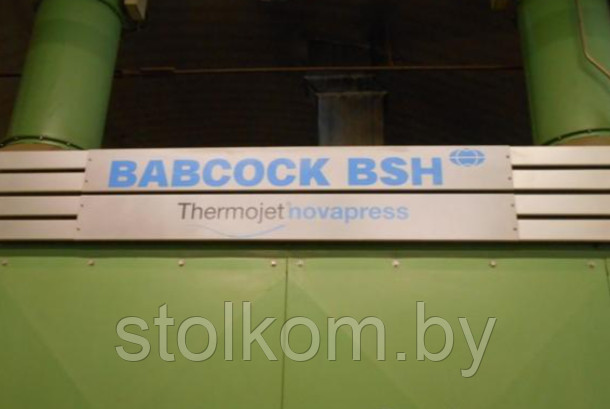 BABCOCK BSH
Thermojet novapress
stolkom.by